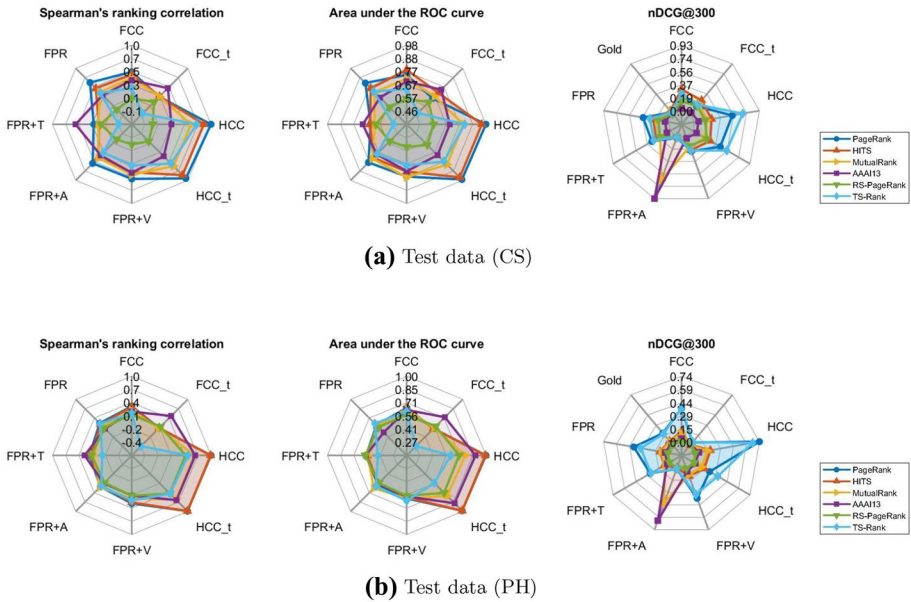 Spearman's ranking correlation
FCC
1.0
0.7
0.5
0.3
0.1
-0.1
FCC_t
HCC
HCC_t
FPR+V
FPR+A
FPR+T
FPR
Area under the ROC curve
FCC
0.98
0.88
0.77
0.67
0.57
0.46
FCC_t
HCC
HCC_t
FPR+V
FPR+A
FPR+T
FPR
nDCG@300
FCC
0.93
0.74
0.56
0.37
0.19
0.00
FCC_t
HCC
HCC_t
FPR+V
FPR+A
FPR+T
FPR
Gold
PageRank
HITS
MutualRank
AAAI13
RS-PageRank
TS-Rank
(a) Test data (CS)
Spearman's ranking correlation
FCC
1.0
0.7
0.4
0.1
-0.2
-0.4
FCC_t
HCC
HCC_t
FPR+V
FPR+A
FPR+T
FPR
Area under the ROC curve
FCC
1.00
0.85
0.71
0.56
0.41
0.27
FCC_t
HCC
HCC_t
FPR+V
FPR+A
FPR+T
FPR
nDCG@300
FCC
0.74
0.59
0.44
0.29
0.15
0.00
FCC_t
HCC
HCC_t
FPR+V
FPR+A
FPR+T
FPR
Gold
PageRank
HITS
MutualRank
AAAI13
RS-PageRank
TS-Rank
(b) Test data (PH)